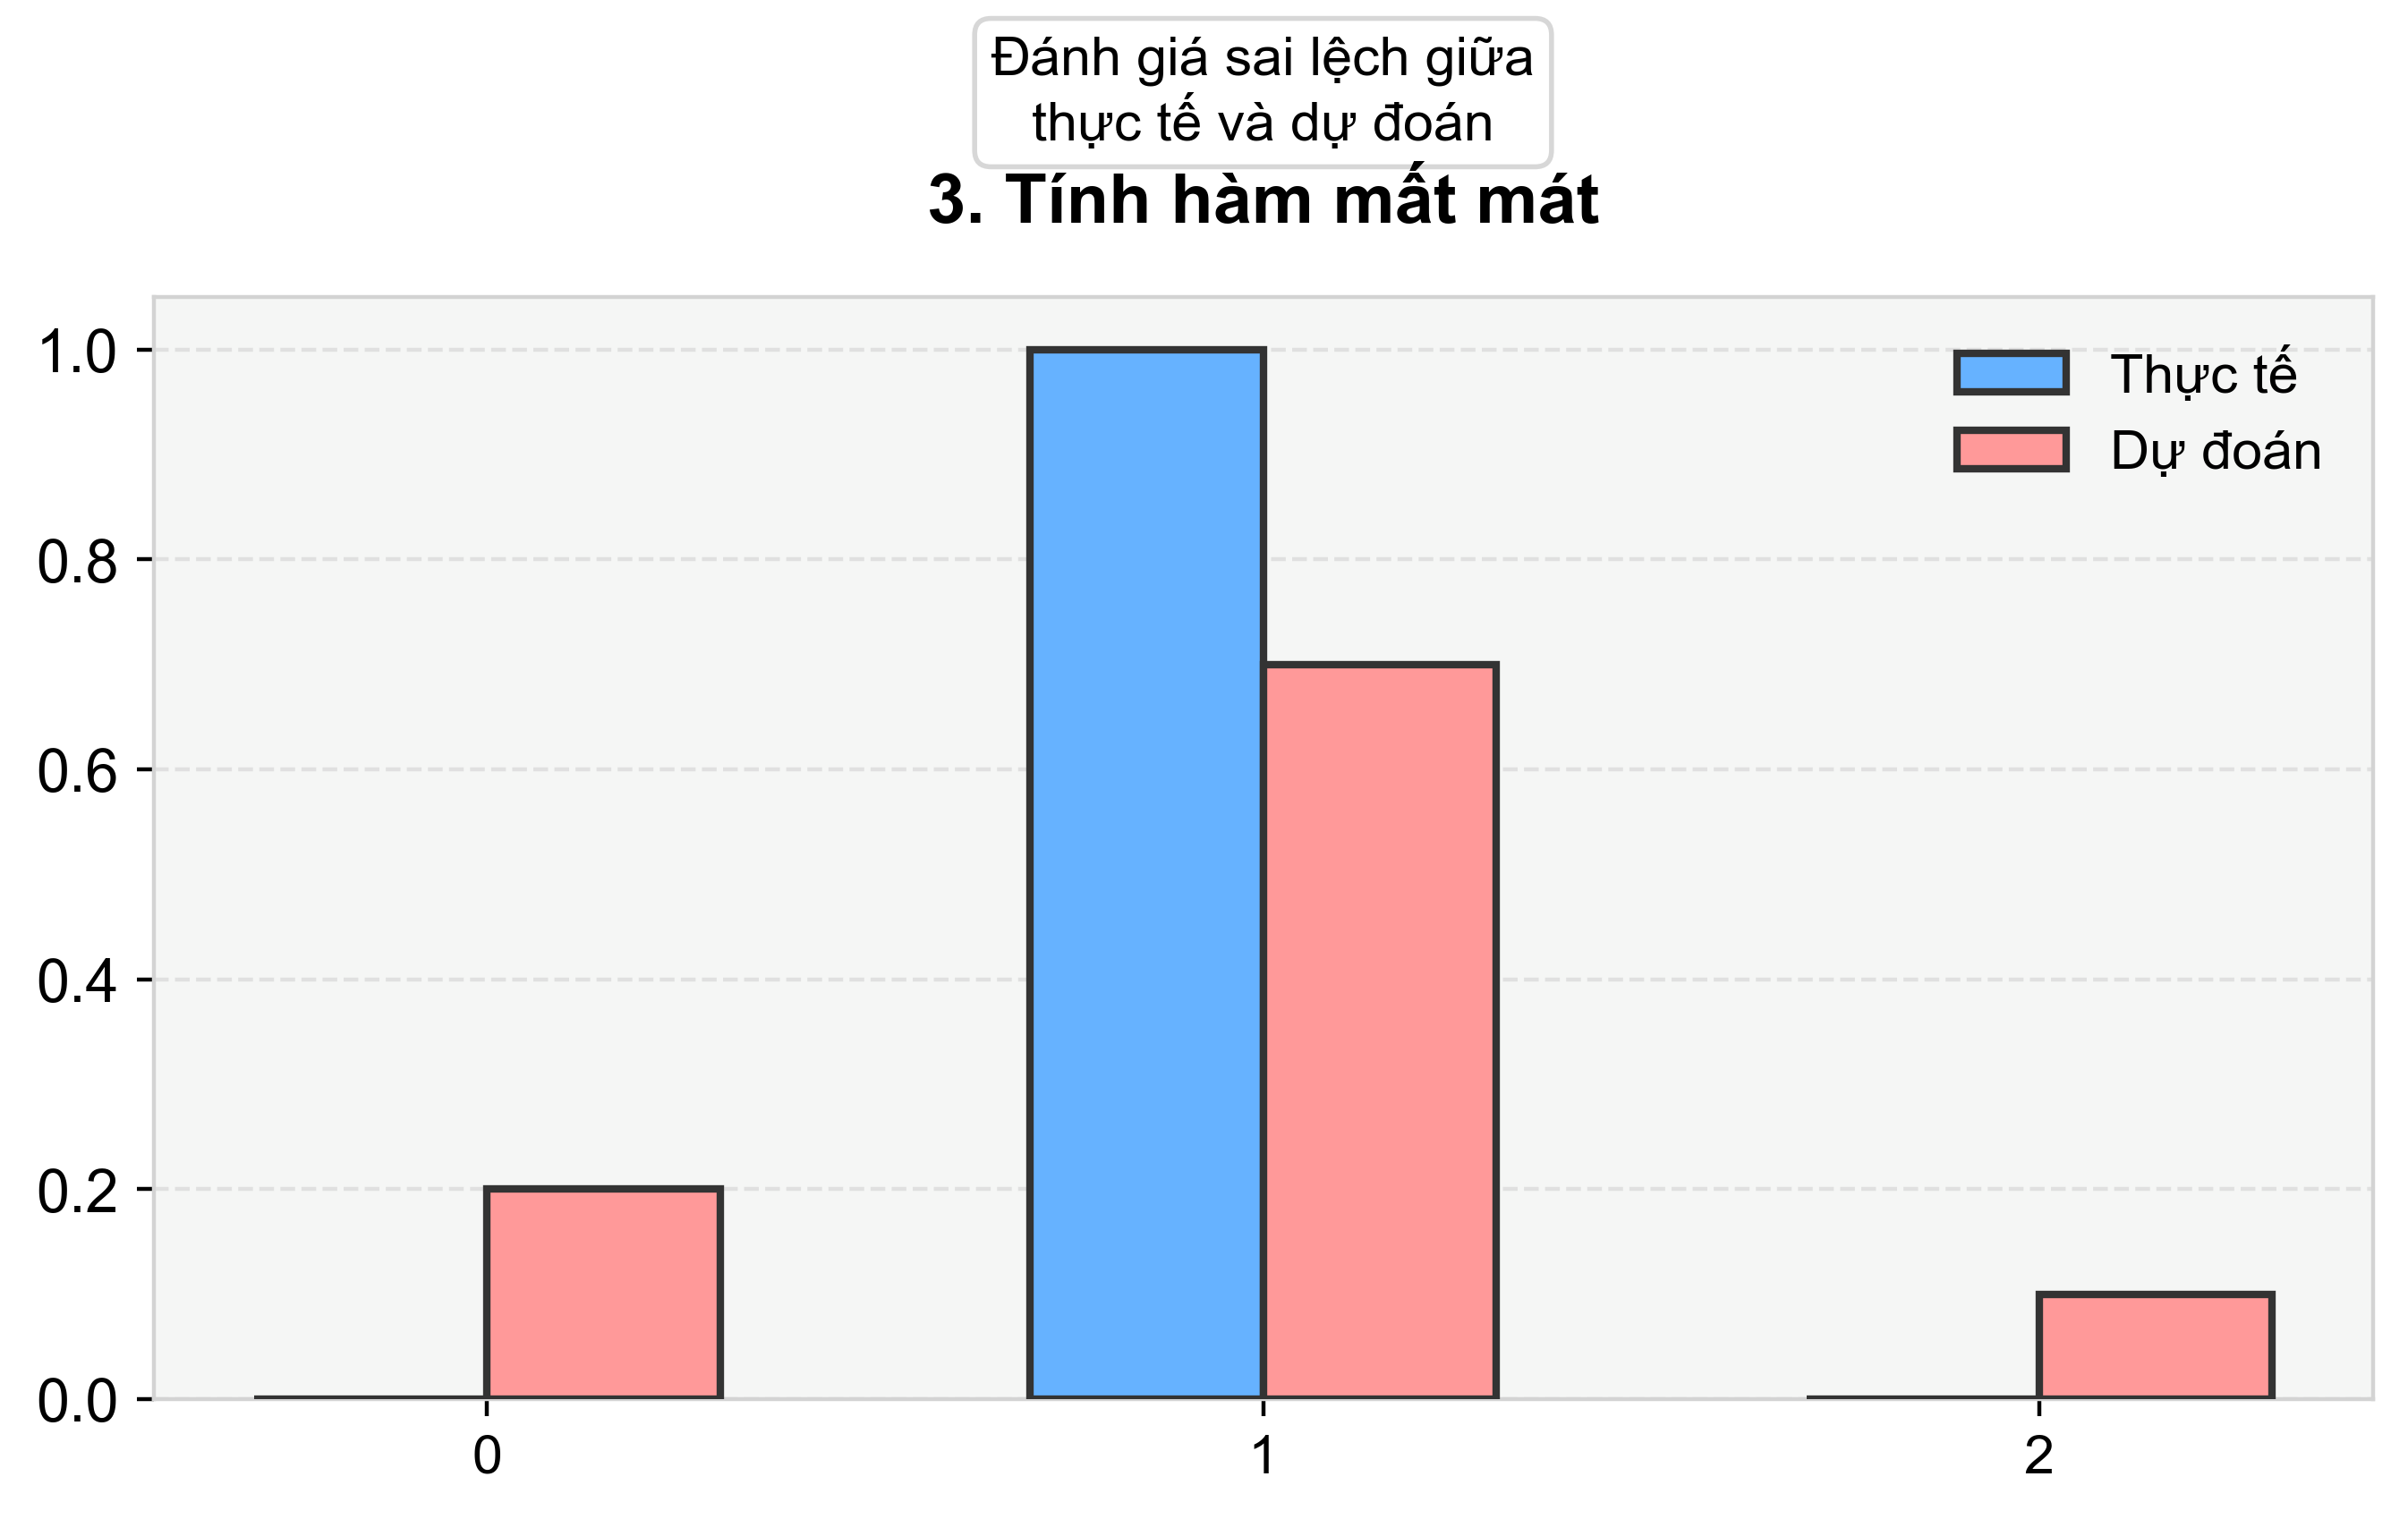 Đánh giá sai lệch giữa
thực tế và dự đoán
3. Tính hàm mất mát
1.0
0.8
0.6
0.4
0.2
0.0
Thực tế
Dự đoán
0
1
2